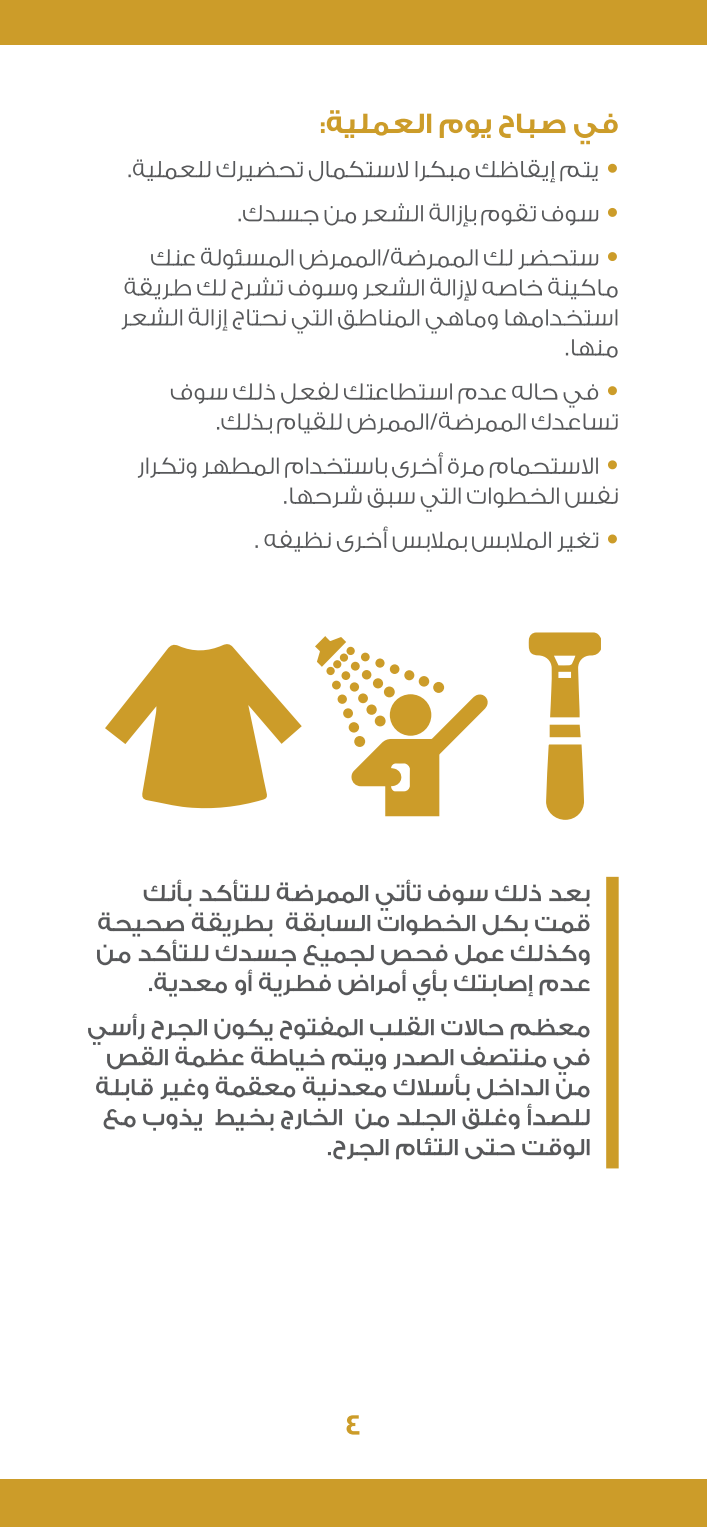 في صباح يوم العملية:
• يتم إيقاظك مبكرا لاستكمال تحضيرك للعملية.
• سوف تقوم بإزالة الشعر من جسدك.
• ستحضر لك الممرضة/الممرض المسئولة عنك
ماكينة خاصه لإزالة الشعر وسوف تشرح لك طريقة
استخدامها وماهي المناطق التي نحتاج إزالة الشعر
منها.
• في حاله عدم استطاعتك لفعل ذلك سوف
تساعدك الممرضة/الممرض للقيام بذلك.
• الاستحمام مرة أخرى باستخدام المطهر وتكرار
نفس الخطوات التي سبق شرحها.
• تغير الملابس بملابس أخرى نظيفه .
بعد ذلك سوف تأتي الممرضة للتأكد بأنك
قمت بكل الخطوات السابقة بطريقة صحيحة
وكذلك عمل فحص لجميع جسدك للتأكد من
عدم إصابتك بأي أمراض فطرية أو معدية.
معظم حالات القلب المفتوح يكون الجرح رأسي
في منتصف الصدر ويتم خياطة عظمة القص
من الداخل بأسلاك معدنية معقمة وغير قابلة
للصدأ وغلق الجلد من الخارج بخيط يذوب مع
الوقت حتى التئام الجرح.
٤